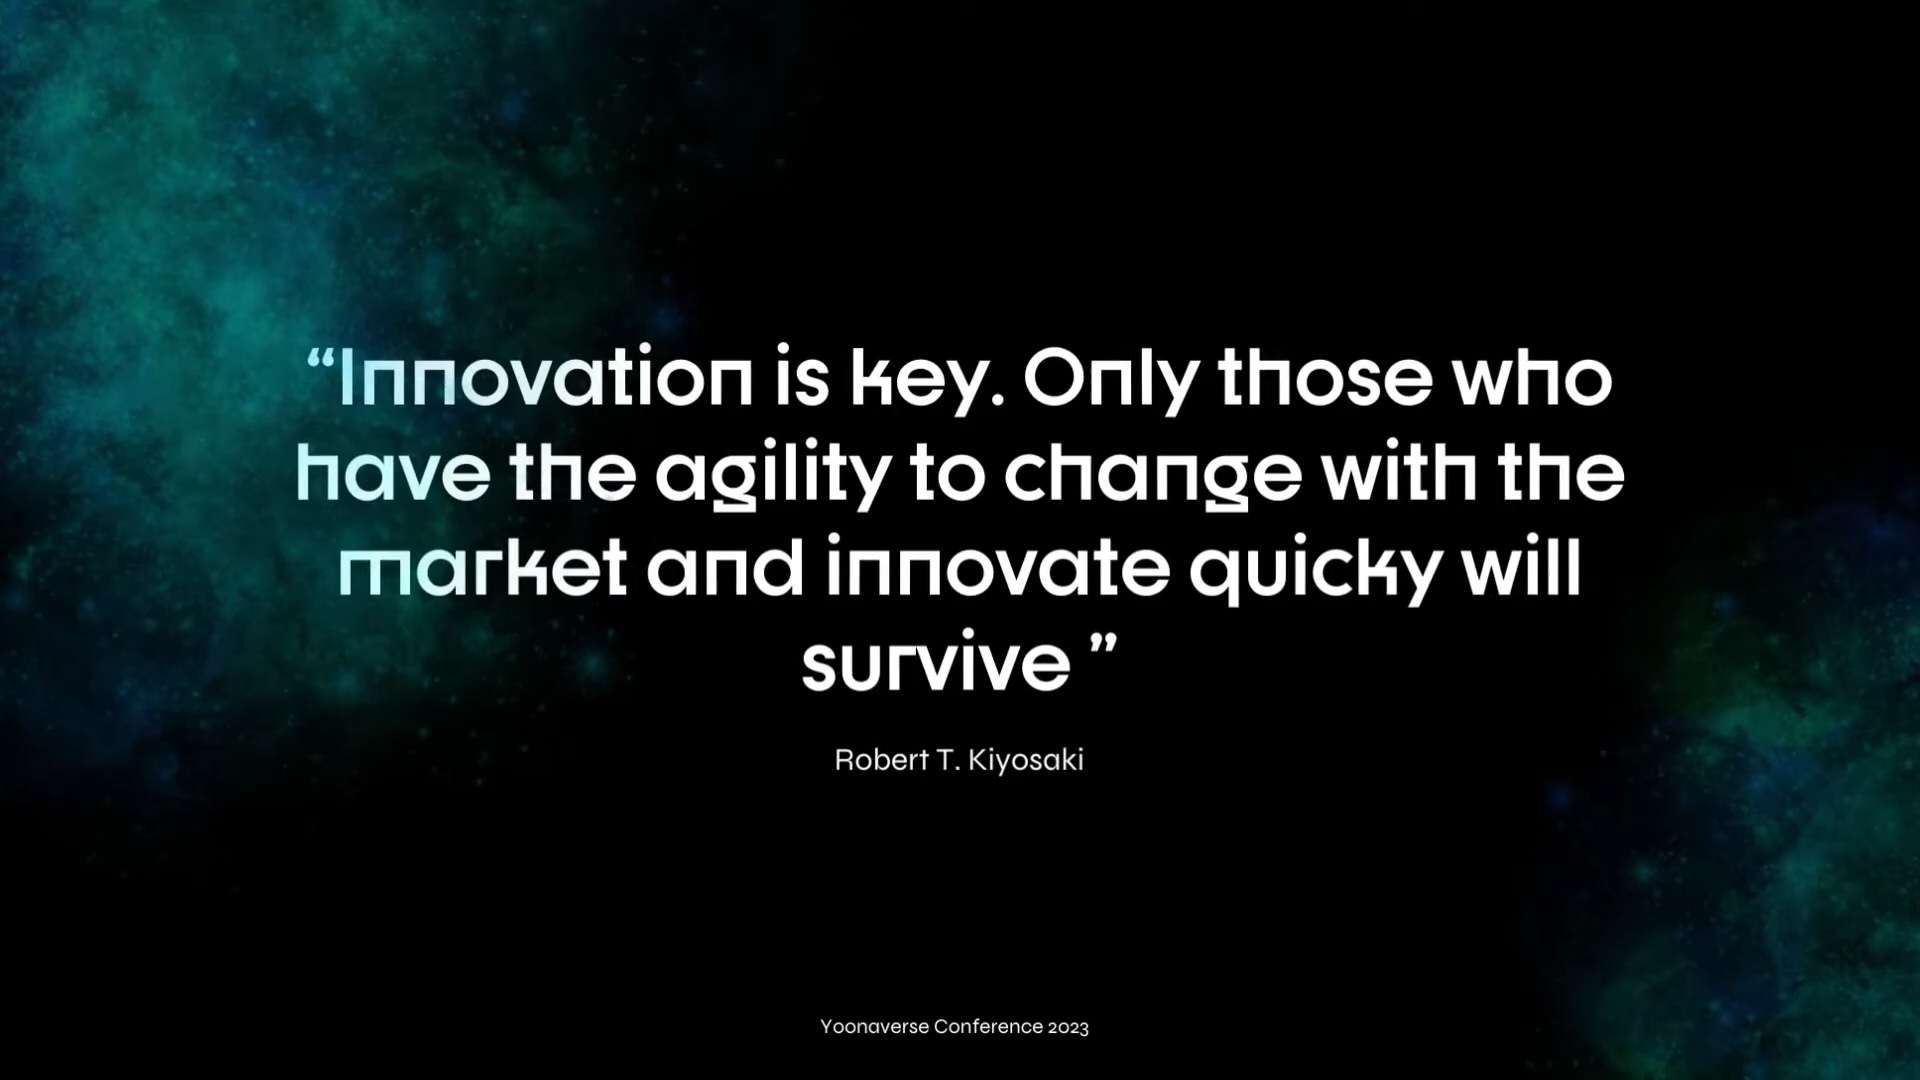 “Innovation is key. Only those who
have the agility to change with the
market and innovate quicky will
survive ”
Robert T. Kiyosaki
Yoonaverse Conference 2023